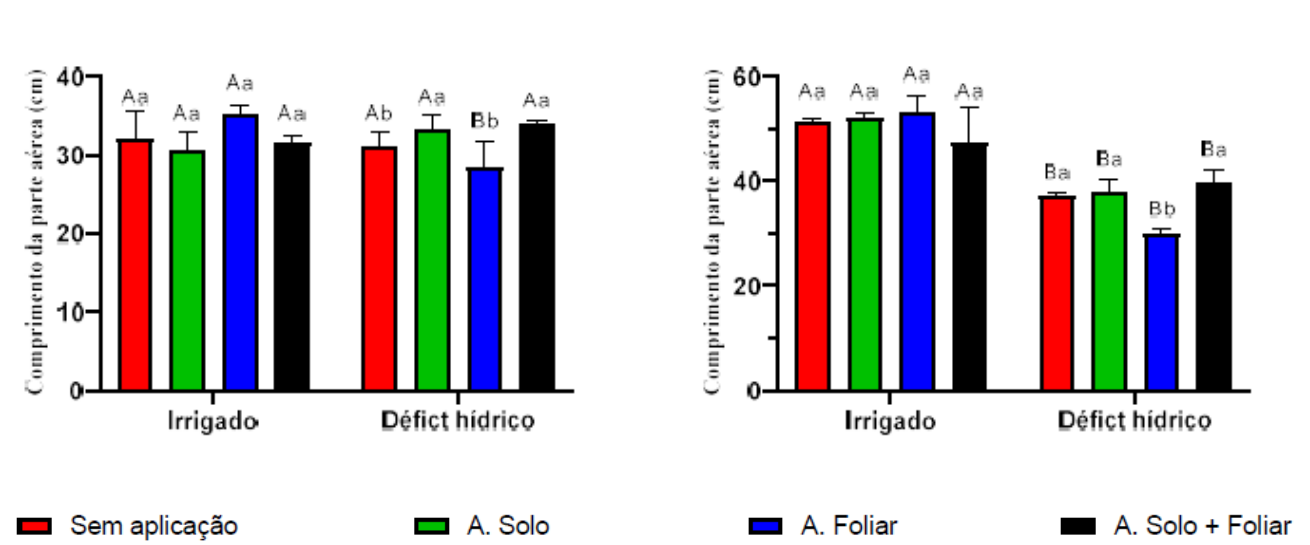 Comprimento da parte aérea (cm)
40
30
20
10
0
Aa Aa Aa Aa Ab Aa Bb Aa
Irrigado Défict hídrico
Comprimento da parte aérea (cm)
60
40
20
0
Aa Aa Aa Aa Ba Ba Bb Ba
Irrigado Défict hídrico
Sem aplicação A. Solo A. Foliar A. Solo + Foliar